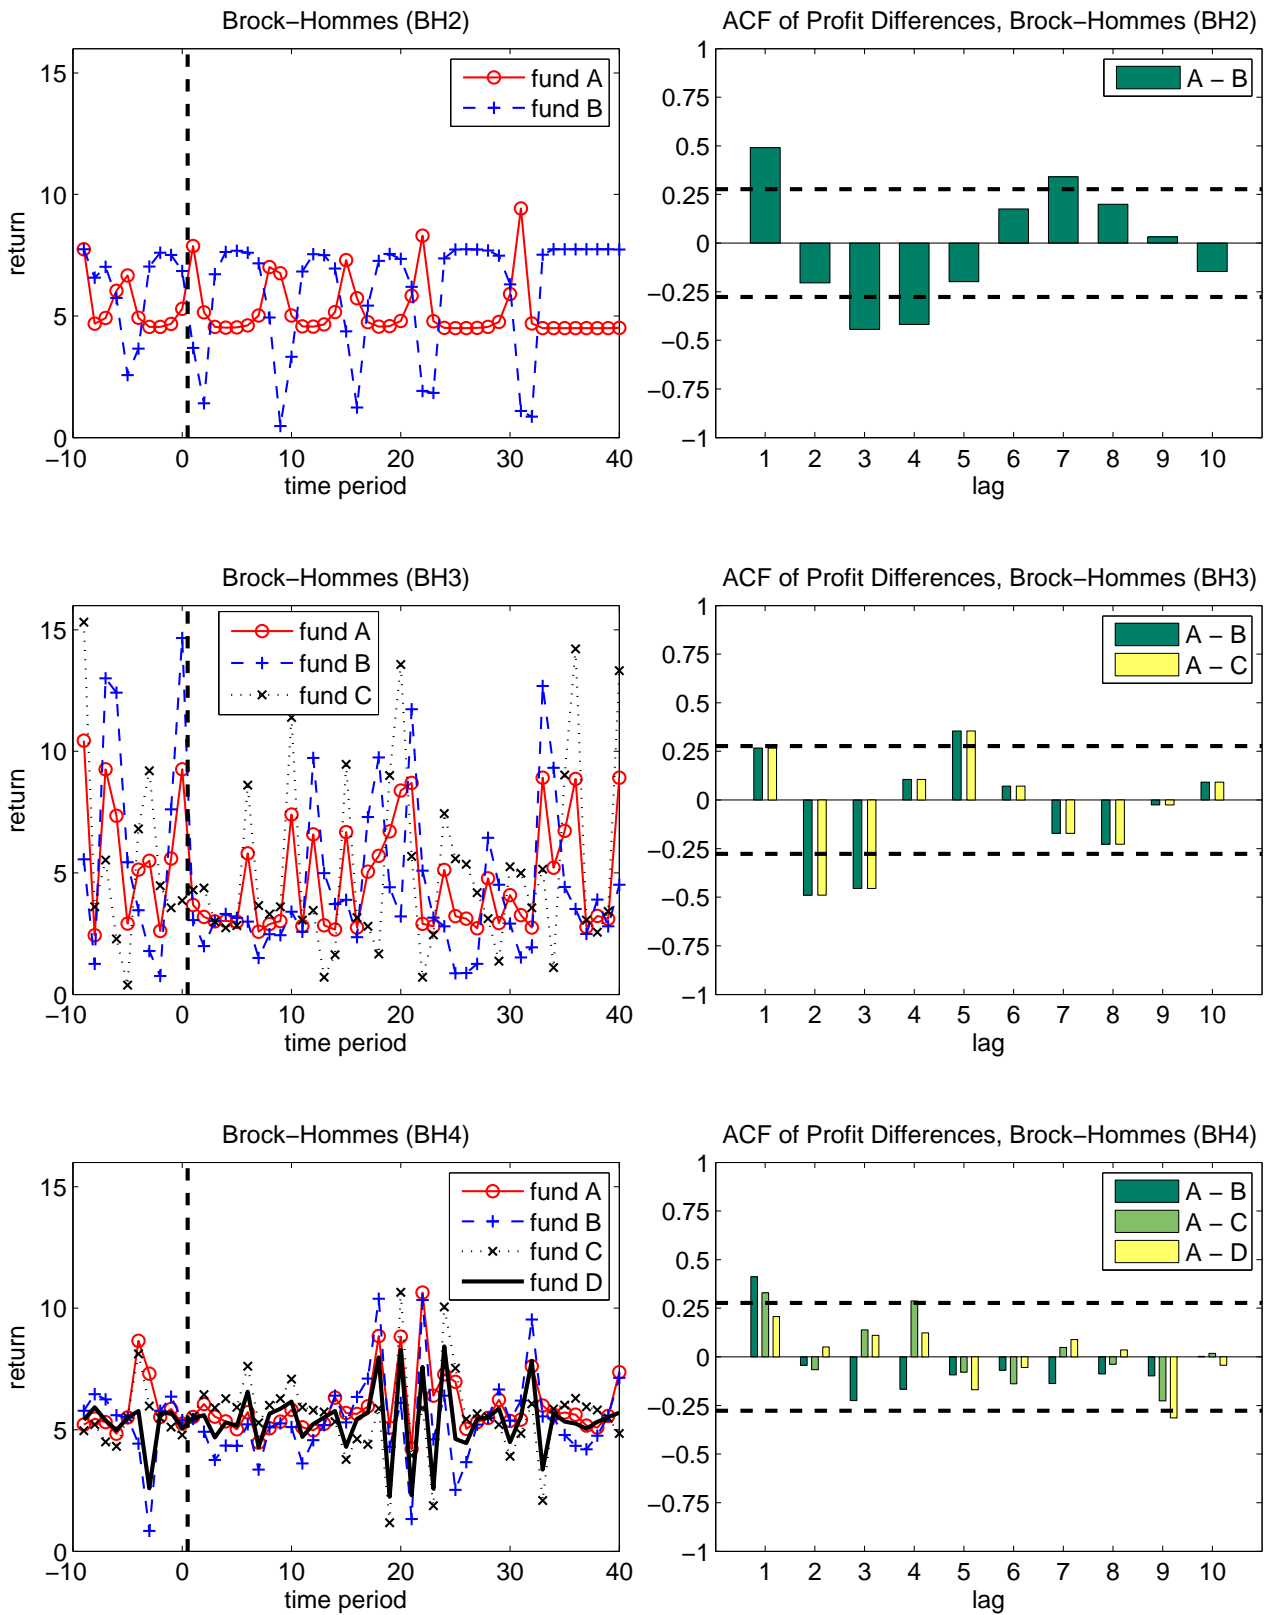 Brock−Hommes (BH2)
15
10
5
0
return
−10 0 10 20 30 40
time period
fund A
fund B
ACF of Profit Differences, Brock−Hommes (BH2)
1
0.75
0.5
0.25
0
−0.25
−0.5
−0.75
−1
1 2 3 4 5 6 7 8 9 10
lag
A − B
Brock−Hommes (BH3)
15
10
5
0
return
−10 0 10 20 30 40
time period
fund A
fund B
fund C
ACF of Profit Differences, Brock−Hommes (BH3)
1
0.75
0.5
0.25
0
−0.25
−0.5
−0.75
−1
1 2 3 4 5 6 7 8 9 10
lag
A − B
A − C
Brock−Hommes (BH4)
15
10
5
0
return
−10 0 10 20 30 40
time period
fund A
fund B
fund C
fund D
ACF of Profit Differences, Brock−Hommes (BH4)
1
0.75
0.5
0.25
0
−0.25
−0.5
−0.75
−1
1 2 3 4 5 6 7 8 9 10
lag
A − B
A − C
A − D